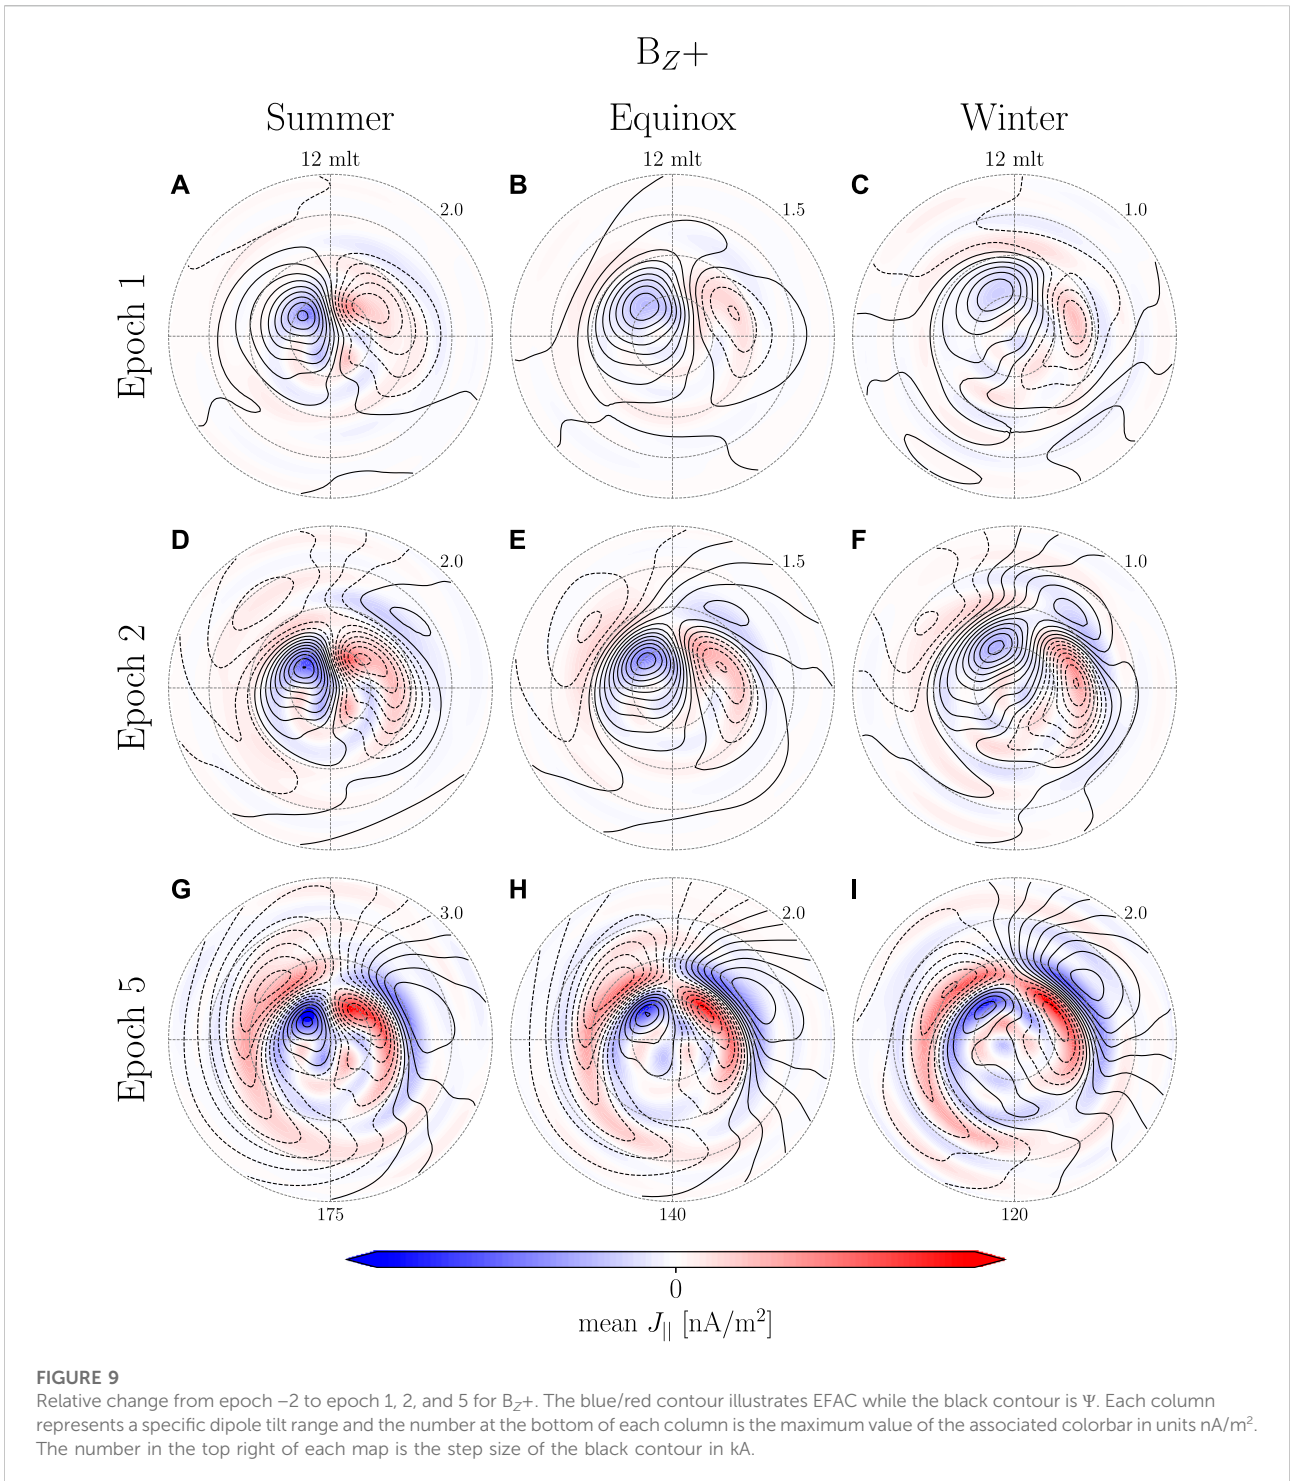 B_Z+
Summer Equinox Winter
12 mlt 12 mlt 12 mlt
A 2.0 B 1.5 C 1.0
Epoch 1
D 2.0 E 1.5 F 1.0
Epoch 2
G 3.0 H 2.0 I 2.0
Epoch 5
175 140 120
0
mean J_|| [nA/m²]
FIGURE 9
Relative change from epoch −2 to epoch 1, 2, and 5 for B_Z+. The blue/red contour illustrates EFAC while the black contour is Ψ. Each column
represents a specific dipole tilt range and the number at the bottom of each column is the maximum value of the associated colorbar in units nA/m².
The number in the top right of each map is the step size of the black contour in kA.